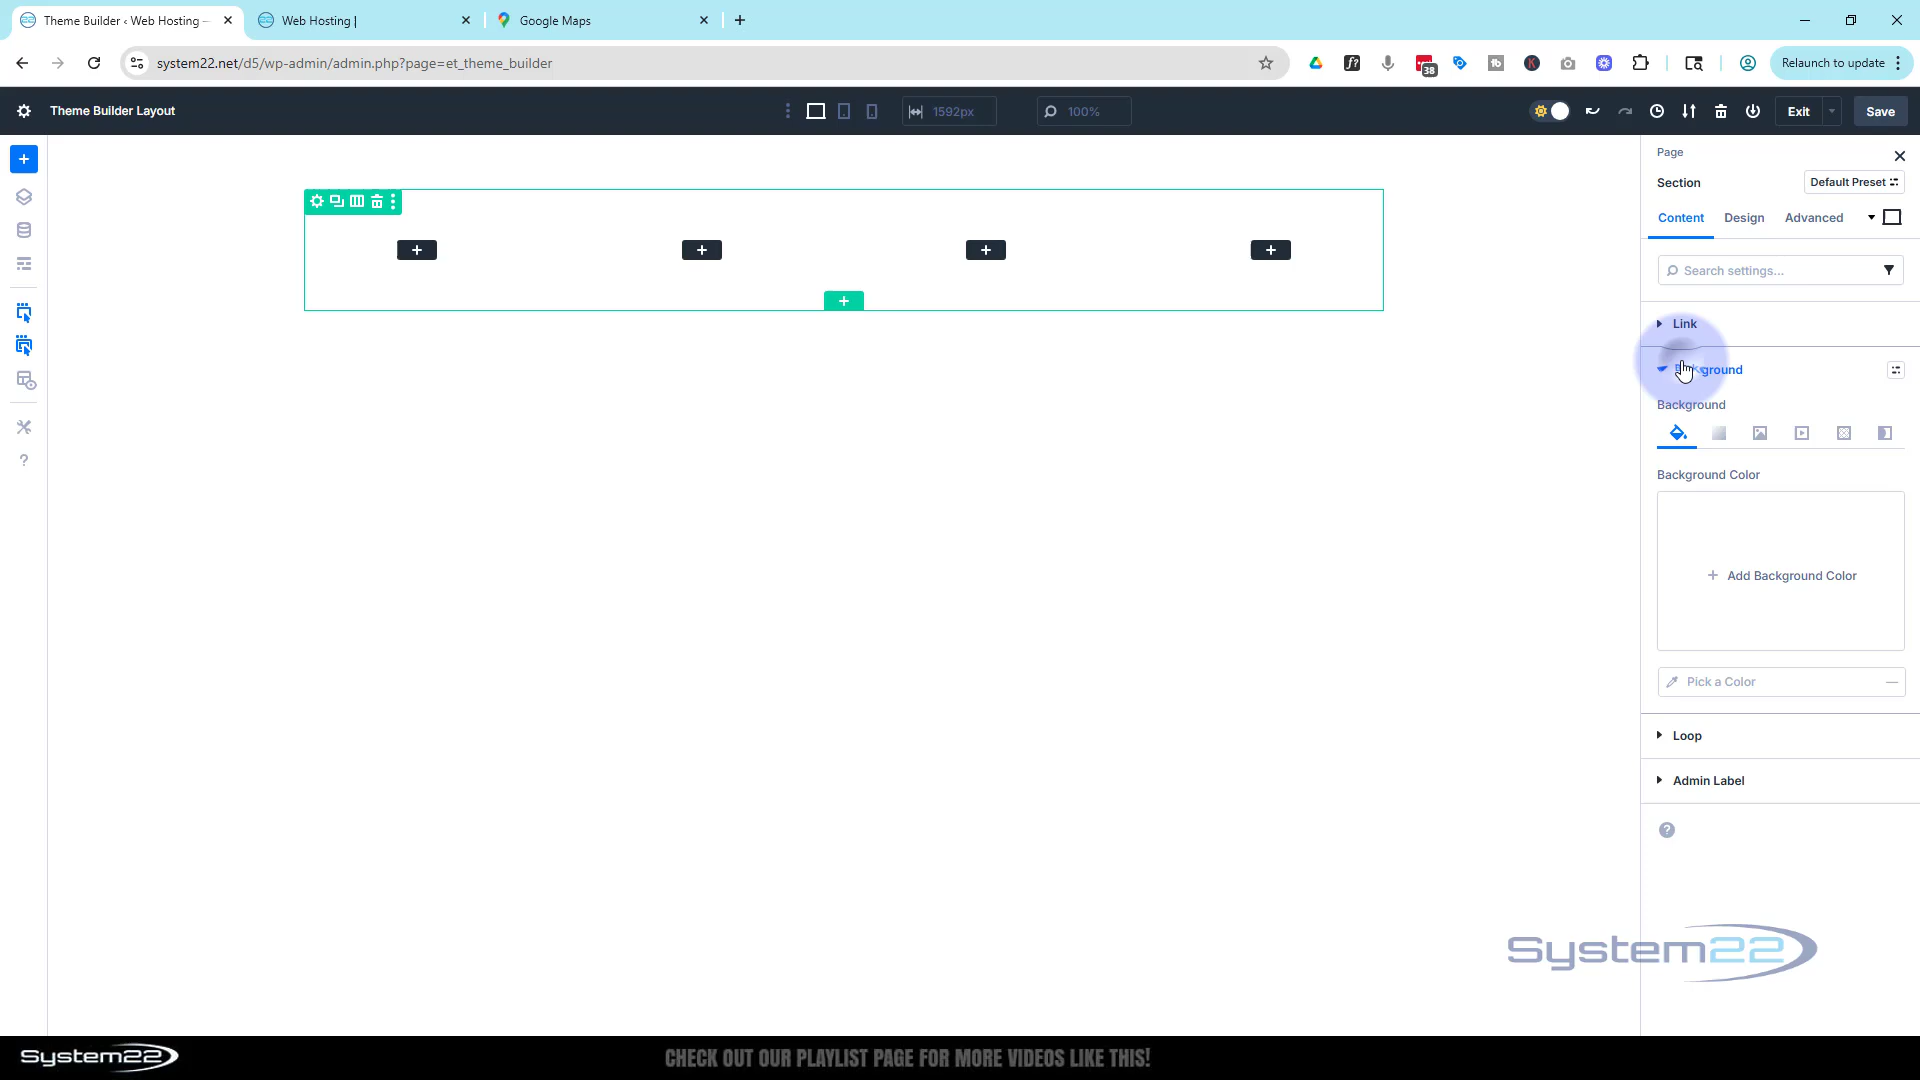 Theme Builder ‹ Web Hosting —
Web Hosting |
Google Maps
system22.net/d5/wp-admin/admin.php?page=et_theme_builder
38
Relaunch to update
Theme Builder Layout
1592px
100%
Exit
Save
Page
Section
Default Preset
Content
Design
Advanced
Search settings...
Link
ground
Background
Background Color
Add Background Color
Pick a Color
Loop
Admin Label
System22
System22
CHECK OUT OUR PLAYLIST PAGE FOR MORE VIDEOS LIKE THIS!